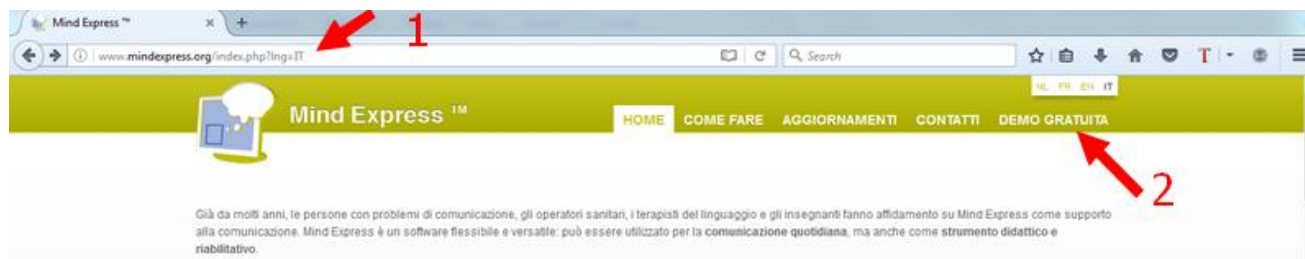 Mind Express ™
1
www.mindexpress.org/index.php?lng=IT
Search
NL FR EN IT
Mind Express ™
HOME COME FARE AGGIORNAMENTI CONTATTI DEMO GRATUITA
2
Già da molti anni, le persone con problemi di comunicazione, gli operatori sanitari, i terapisti del linguaggio e gli insegnanti fanno affidamento su Mind Express come supporto
alla comunicazione. Mind Express è un software flessibile e versatile: può essere utilizzato per la comunicazione quotidiana, ma anche come strumento didattico e
riabilitativo.